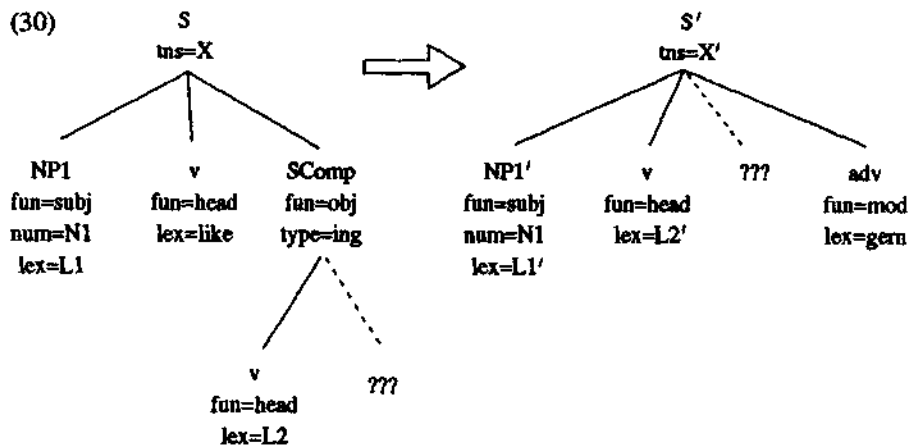 (30) S S′
tns=X tns=X′
NP1 v SComp NP1′ v ??? adv
fun=subj fun=head fun=obj fun=subj fun=head fun=mod
num=N1 lex=like type=ing num=N1 lex=L2′ lex=gern
lex=L1 lex=L1′
v ???
fun=head
lex=L2